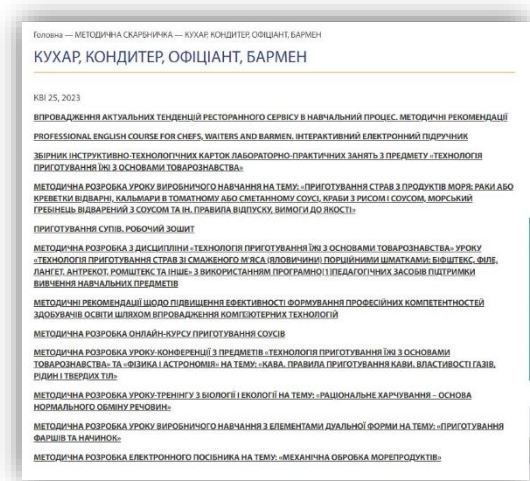 Головна — МЕТОДИЧНА СКАРБНИЧКА — КУХАР, КОНДИТЕР, ОФІЦІАНТ, БАРМЕН
КУХАР, КОНДИТЕР, ОФІЦІАНТ, БАРМЕН
КВІ 25, 2023
ВПРОВАДЖЕННЯ АКТУАЛЬНИХ ТЕНДЕНЦІЙ РЕСТОРАННОГО СЕРВІСУ В НАВЧАЛЬНИЙ ПРОЦЕС. МЕТОДИЧНІ РЕКОМЕНДАЦІЇ
PROFESSIONAL ENGLISH COURSE FOR CHEFS, WAITERS AND BARMEN. ІНТЕРАКТИВНИЙ ЕЛЕКТРОННИЙ ПІДРУЧНИК
ЗБІРНИК ІНСТРУКТИВНО-ТЕХНОЛОГІЧНИХ КАРТОК ЛАБОРАТОРНО-ПРАКТИЧНИХ ЗАНЯТЬ З ПРЕДМЕТУ «ТЕХНОЛОГІЯ
ПРИГОТУВАННЯ ЇЖІ З ОСНОВАМИ ТОВАРОЗНАВСТВА»
МЕТОДИЧНА РОЗРОБКА УРОКУ ВИРОБНИЧОГО НАВЧАННЯ НА ТЕМУ: «ПРИГОТУВАННЯ СТРАВ З ПРОДУКТІВ МОРЯ: РАКИ АБО
КРЕВЕТКИ ВІДВАРНІ, КАЛЬМАРИ В ТОМАТНОМУ АБО СМЕТАННОМУ СОУСІ, КРАБИ З РИСОМ І СОУСОМ, МОРСЬКИЙ
ГРЕБІНЕЦЬ ВІДВАРЕНИЙ З СОУСОМ ТА ІН. ПРАВИЛА ВІДПУСКУ, ВИМОГИ ДО ЯКОСТІ»
ПРИГОТУВАННЯ СУПІВ. РОБОЧИЙ ЗОШИТ
МЕТОДИЧНА РОЗРОБКА З ДИСЦИПЛІНИ «ТЕХНОЛОГІЯ ПРИГОТУВАННЯ ЇЖІ З ОСНОВАМИ ТОВАРОЗНАВСТВА» УРОКУ
«ТЕХНОЛОГІЯ ПРИГОТУВАННЯ СТРАВ ЗІ СМАЖЕНОГО М'ЯСА (ЯЛОВИЧИНИ) ПОРЦІЙНИМИ ШМАТКАМИ: БІФШТЕКС, ФІЛЕ,
ЛАНГЕТ, АНТРЕКОТ, РОМШТЕКС ТА ІНШЕ» З ВИКОРИСТАННЯМ ПРОГРАМНО[1]ПЕДАГОГІЧНИХ ЗАСОБІВ ПІДТРИМКИ
ВИВЧЕННЯ НАВЧАЛЬНИХ ПРЕДМЕТІВ
МЕТОДИЧНІ РЕКОМЕНДАЦІЇ ЩОДО ПІДВИЩЕННЯ ЕФЕКТИВНОСТІ ФОРМУВАННЯ ПРОФЕСІЙНИХ КОМПЕТЕНТНОСТЕЙ
ЗДОБУВАЧІВ ОСВІТИ ШЛЯХОМ ВПРОВАДЖЕННЯ КОМП'ЮТЕРНИХ ТЕХНОЛОГІЙ
МЕТОДИЧНА РОЗРОБКА ОНЛАЙН-КУРСУ ПРИГОТУВАННЯ СОУСІВ
МЕТОДИЧНА РОЗРОБКА УРОКУ-КОНФЕРЕНЦІЇ З ПРЕДМЕТІВ «ТЕХНОЛОГІЯ ПРИГОТУВАННЯ ЇЖІ З ОСНОВАМИ
ТОВАРОЗНАВСТВА» ТА «ФІЗИКА І АСТРОНОМІЯ» НА ТЕМУ: «КАВА. ПРАВИЛА ПРИГОТУВАННЯ КАВИ. ВЛАСТИВОСТІ ГАЗІВ,
РІДИН І ТВЕРДИХ ТІЛ»
МЕТОДИЧНА РОЗРОБКА УРОКУ-ТРЕНІНГУ З БІОЛОГІЇ І ЕКОЛОГІЇ НА ТЕМУ: «РАЦІОНАЛЬНЕ ХАРЧУВАННЯ – ОСНОВА
НОРМАЛЬНОГО ОБМІНУ РЕЧОВИН»
МЕТОДИЧНА РОЗРОБКА УРОКУ ВИРОБНИЧОГО НАВЧАННЯ З ЕЛЕМЕНТАМИ ДУАЛЬНОЇ ФОРМИ НА ТЕМУ: «ПРИГОТУВАННЯ
ФАРШІВ ТА НАЧИНОК»
МЕТОДИЧНА РОЗРОБКА ЕЛЕКТРОННОГО ПОСІБНИКА НА ТЕМУ: «МЕХАНІЧНА ОБРОБКА МОРЕПРОДУКТІВ»